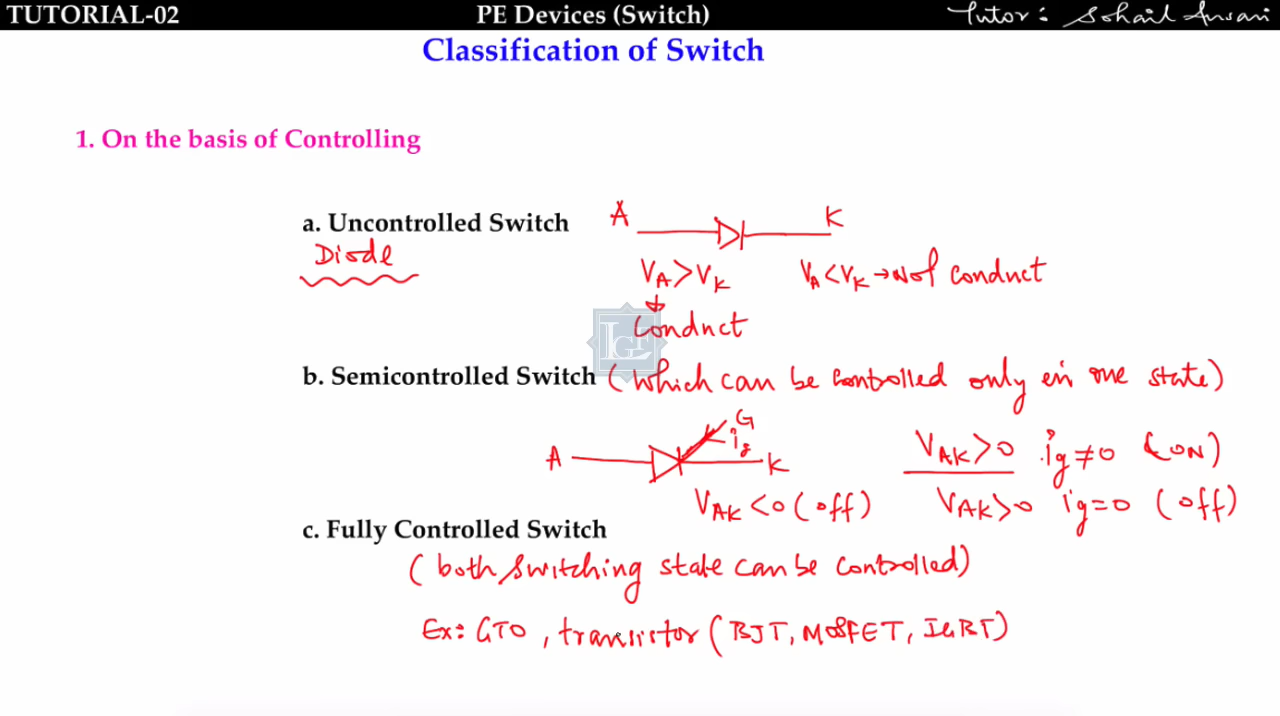 TUTORIAL-02 PE Devices (Switch) Tutor: Sohail Ansari
Classification of Switch
1. On the basis of Controlling
a. Uncontrolled Switch A K
Diode
VA > VK VA < VK → Not Conduct
Conduct
LGF
b. Semicontrolled Switch (which can be controlled only in one state)
A G ig K VAK > 0 ig ≠ 0 (ON)
VAK < 0 (off) VAK > 0 ig = 0 (off)
c. Fully Controlled Switch
(both switching state can be controlled)
Ex: GTO, transistor (BJT, MOSFET, IGBT)